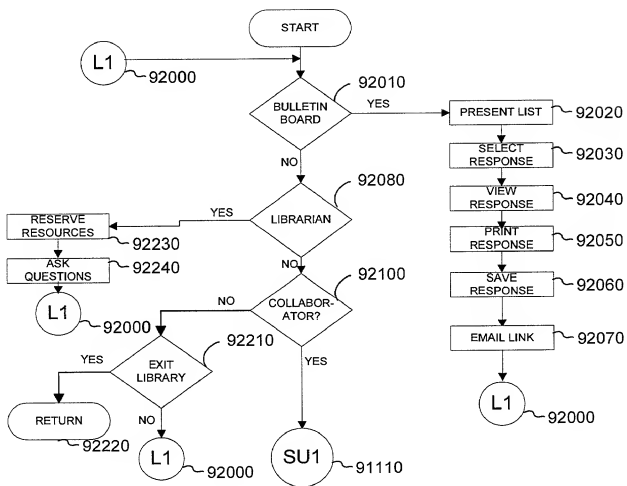 START
L1
92000
92010
BULLETIN
BOARD
YES
PRESENT LIST
92020
NO
SELECT
RESPONSE
92030
92080
LIBRARIAN
YES
VIEW
RESPONSE
92040
RESERVE
RESOURCES
92230
PRINT
RESPONSE
92050
ASK
QUESTIONS
92240
NO
92100
SAVE
RESPONSE
92060
L1
92000
NO
COLLABOR-
ATOR?
92210
EMAIL LINK
92070
YES
EXIT
LIBRARY
YES
RETURN
92220
NO
L1
92000
SU1
91110
L1
92000